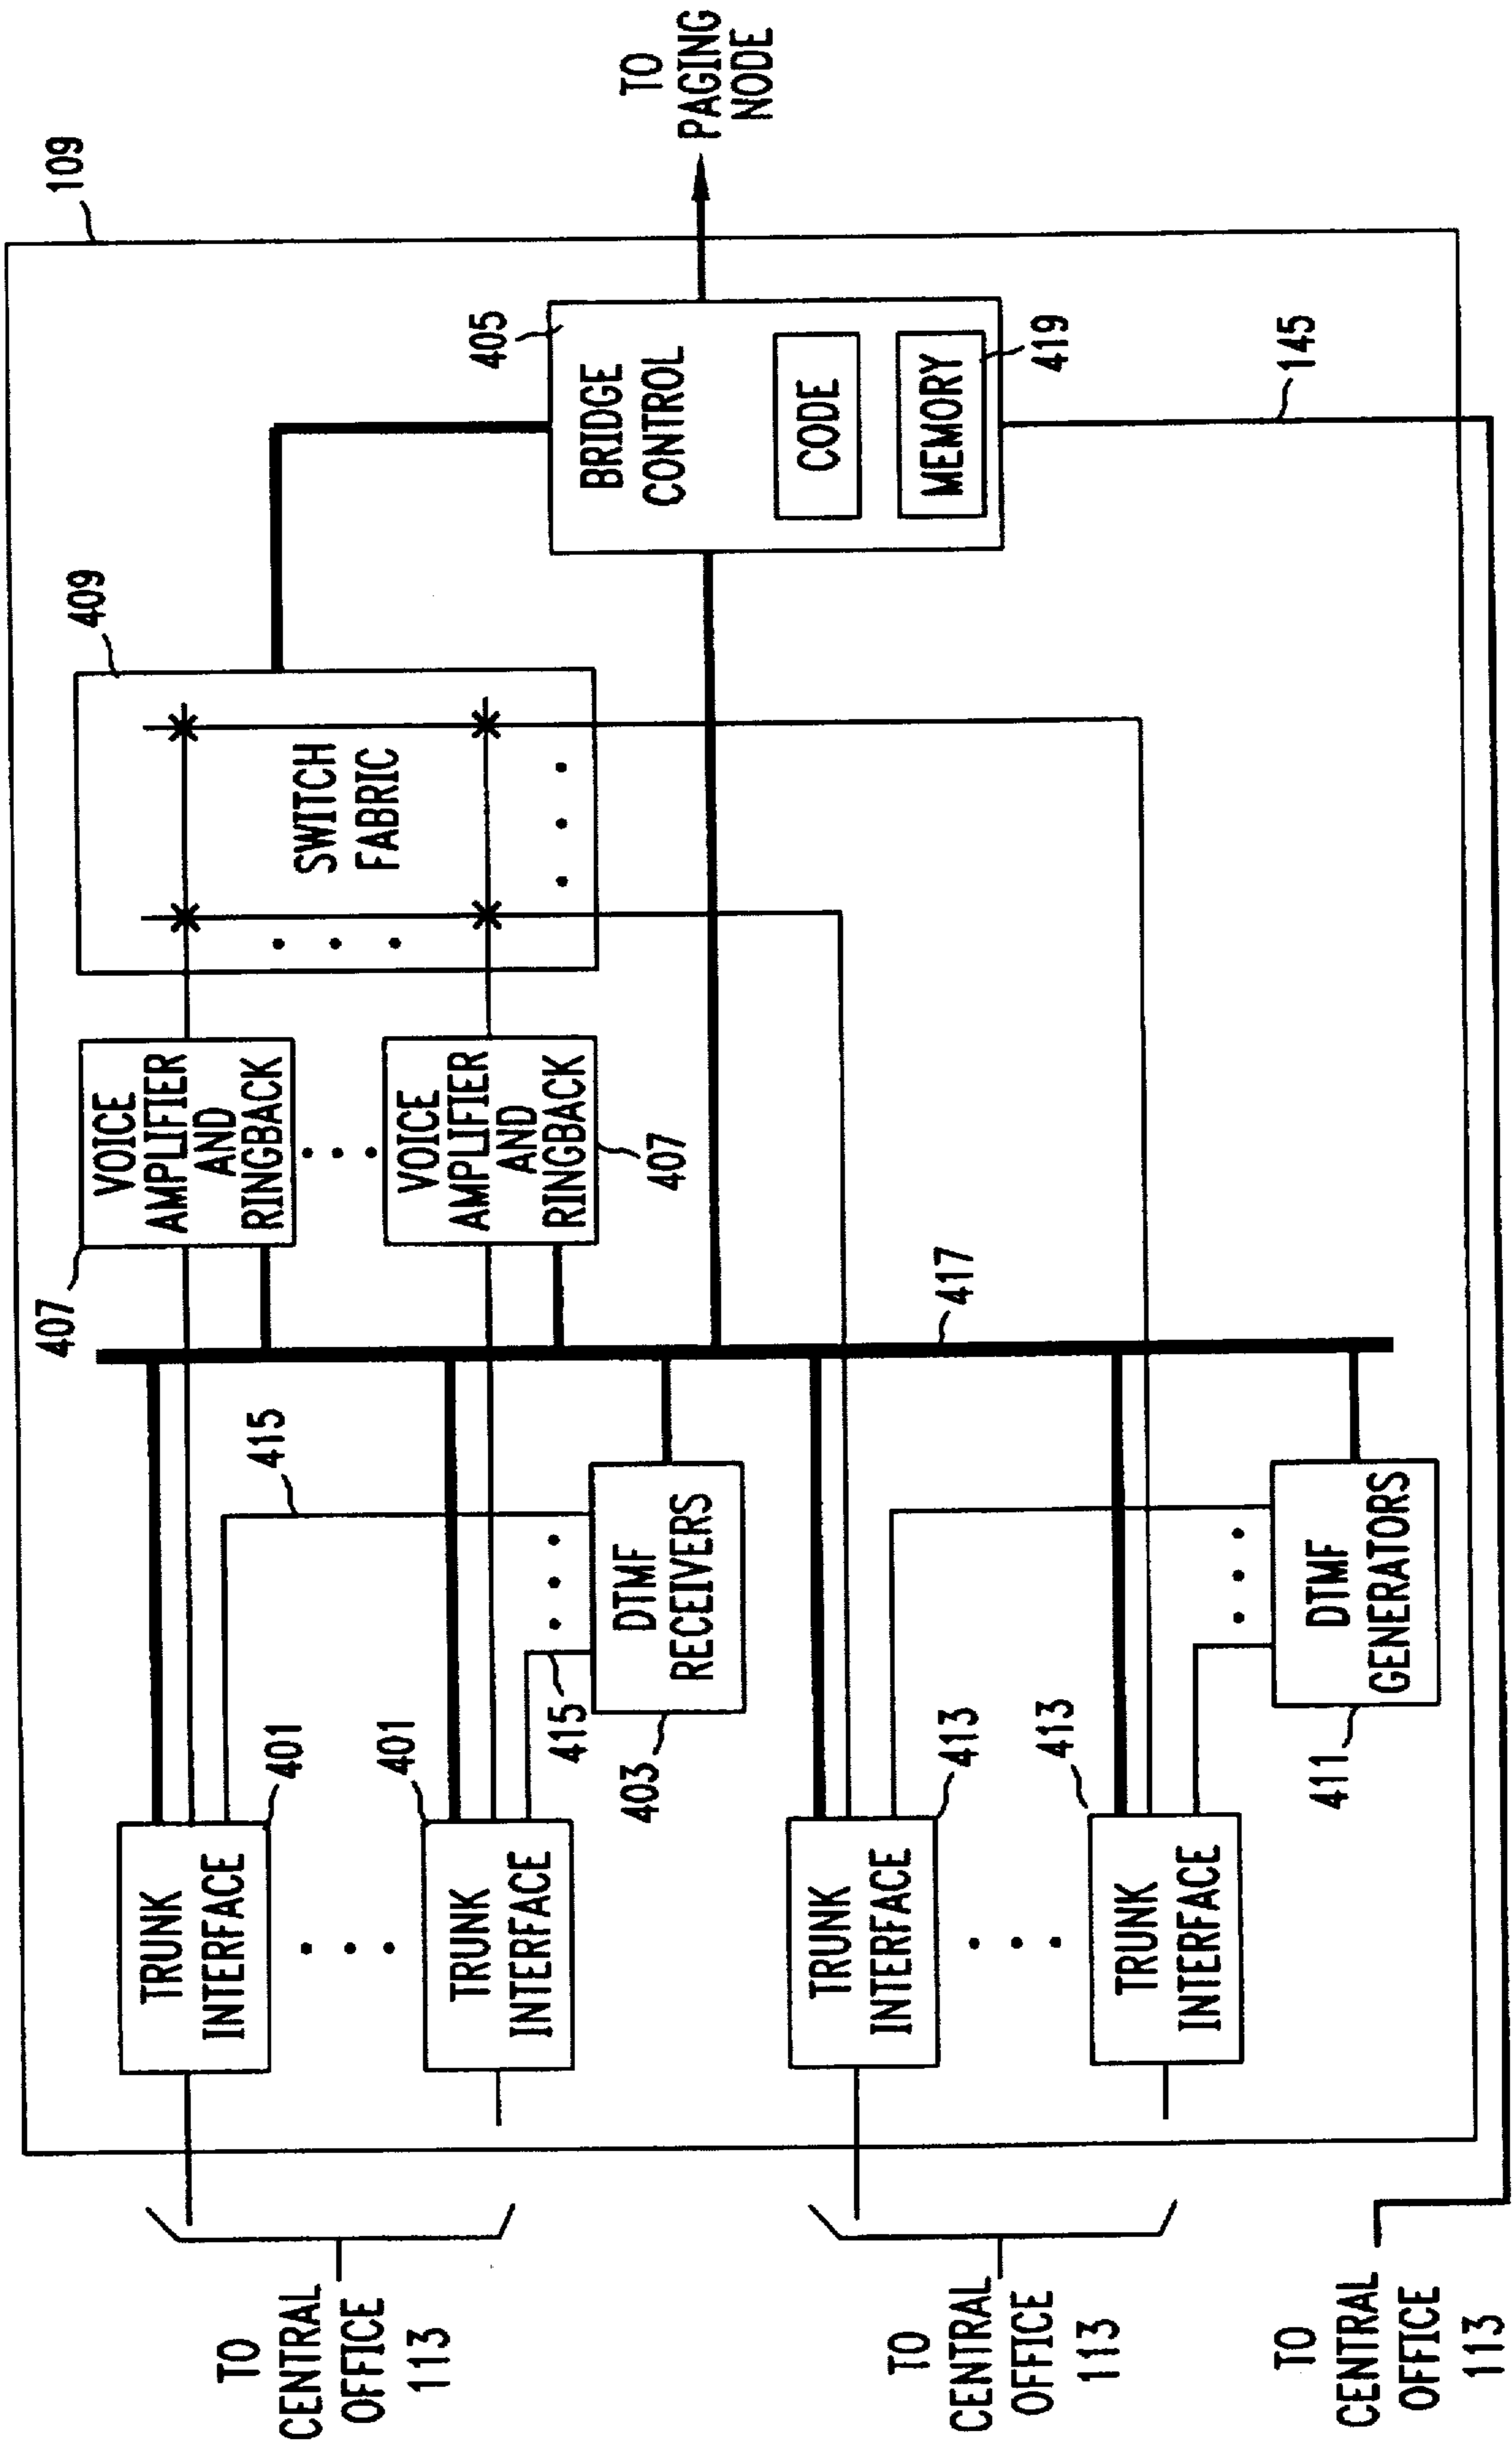 109
TO
PAGING
NODE
405
BRIDGE
CONTROL
CODE
MEMORY
419
145
409
SWITCH
FABRIC
VOICE
AMPLIFIER
AND
RINGBACK
407
VOICE
AMPLIFIER
AND
RINGBACK
407
417
415
415
DTMF
RECEIVERS
403
TRUNK
INTERFACE
401
TRUNK
INTERFACE
401
TRUNK
INTERFACE
413
TRUNK
INTERFACE
413
DTMF
GENERATORS
411
TO
CENTRAL
OFFICE
113
TO
CENTRAL
OFFICE
113
TO
CENTRAL
OFFICE
113